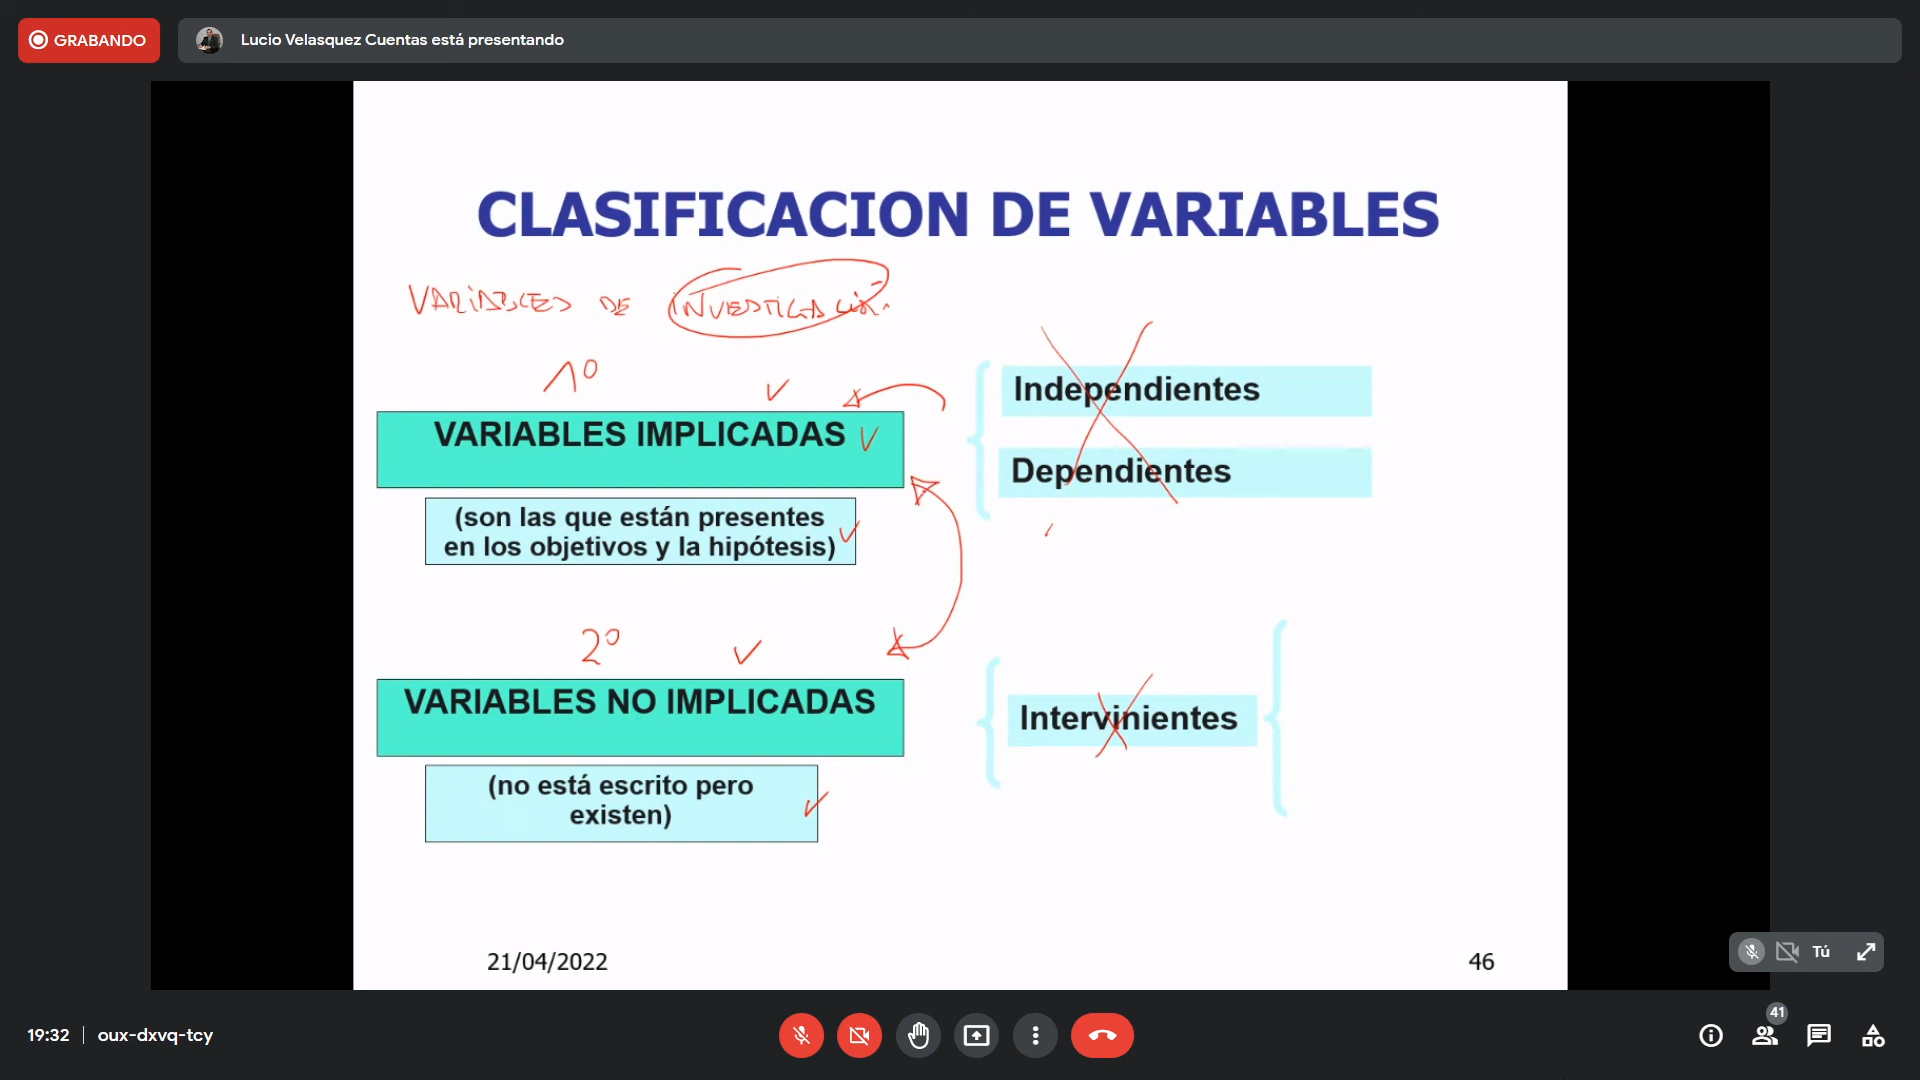 GRABANDO
Lucio Velasquez Cuentas está presentando
CLASIFICACION DE VARIABLES
VARIABLES DE INVESTIGACIÓN.
1º
VARIABLES IMPLICADAS
(son las que están presentes
en los objetivos y la hipótesis)
Independientes
Dependientes
2º
VARIABLES NO IMPLICADAS
(no está escrito pero
existen)
Intervinientes
21/04/2022
46
Tú
19:32
oux-dxvq-tcy
41